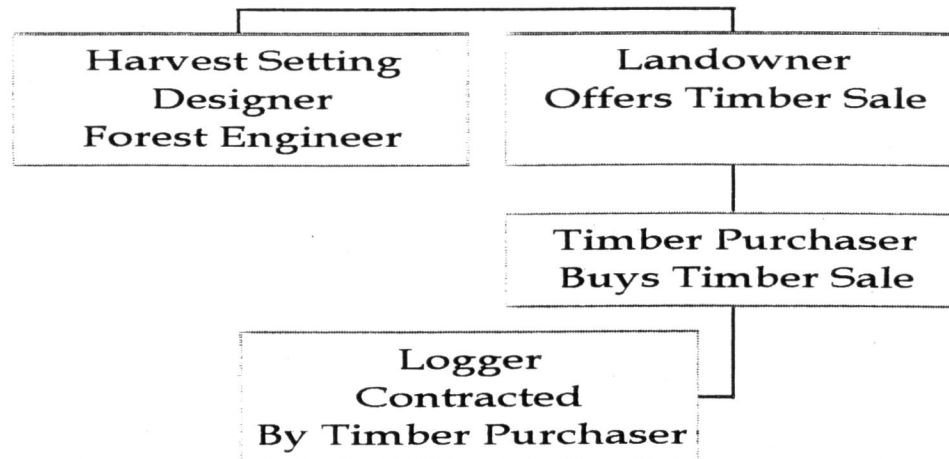 Harvest Setting
Designer
Forest Engineer
Landowner
Offers Timber Sale
Timber Purchaser
Buys Timber Sale
Logger
Contracted
By Timber Purchaser